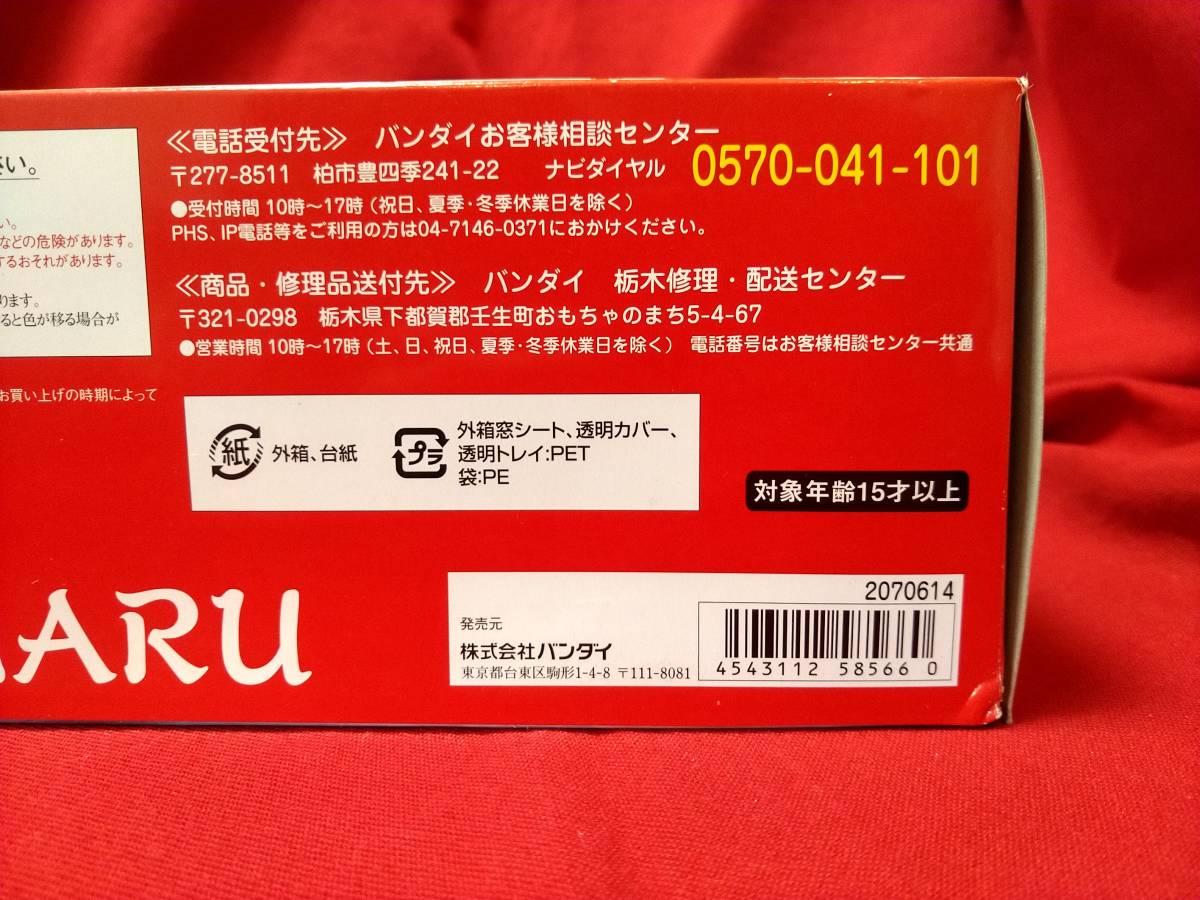 さい。
い。
などの危険があります。
するおそれがあります。
ります。
ると色が移る場合が
お買い上げの時期によって
≪電話受付先≫ バンダイお客様相談センター
〒277-8511 柏市豊四季241-22 ナビダイヤル 0570-041-101
●受付時間 10時～17時（祝日、夏季・冬季休業日を除く）
PHS、IP電話等をご利用の方は04-7146-0371におかけください。
≪商品・修理品送付先≫ バンダイ 栃木修理・配送センター
〒321-0298 栃木県下都賀郡壬生町おもちゃのまち5-4-67
●営業時間 10時～17時（土、日、祝日、夏季・冬季休業日を除く） 電話番号はお客様相談センター共通
紙 外箱、台紙
プラ 外箱窓シート、透明カバー、
透明トレイ:PET
袋:PE
対象年齢15才以上
ARU
2070614
発売元
株式会社バンダイ
東京都台東区駒形1-4-8 〒111-8081
4543112 58566 0